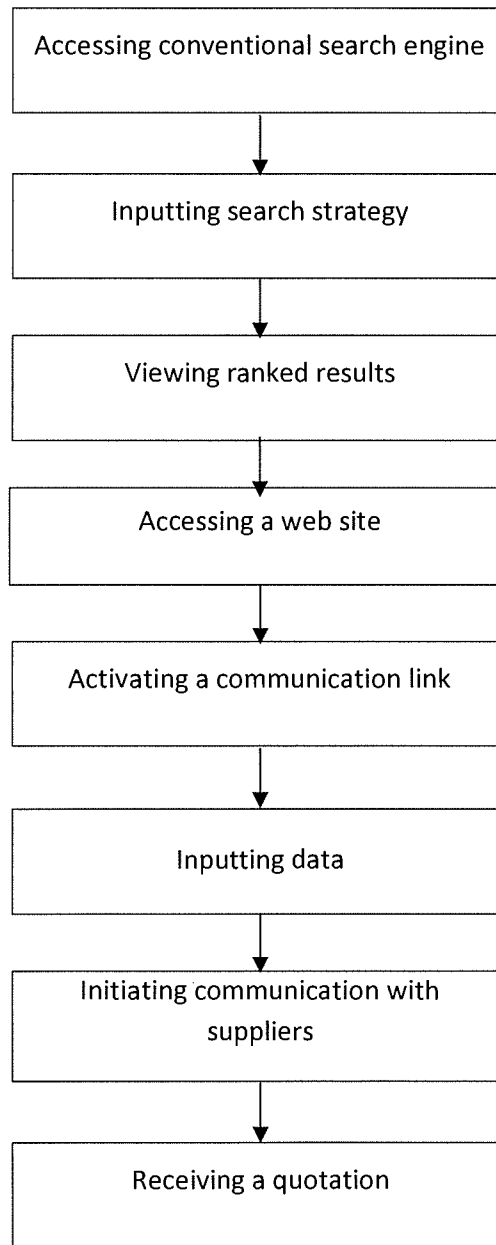 Accessing conventional search engine
Inputting search strategy
Viewing ranked results
Accessing a web site
Activating a communication link
Inputting data
Initiating communication with
suppliers
Receiving a quotation